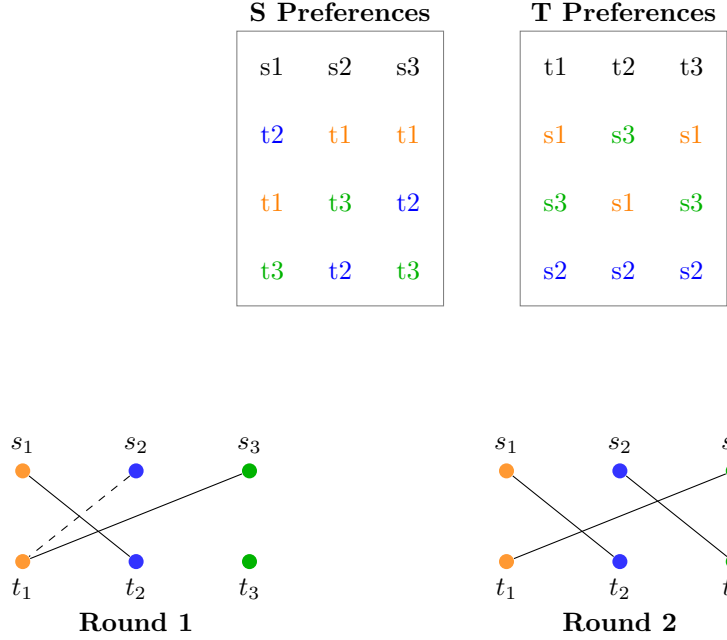 S Preferences T Preferences
s1 s2 s3 t1 t2 t3
t2 t1 t1 s1 s3 s1
t1 t3 t2 s3 s1 s3
t3 t2 t3 s2 s2 s2
s₁ s₂ s₃ s₁ s₂
t₁ t₂ t₃ t₁ t₂
Round 1 Round 2